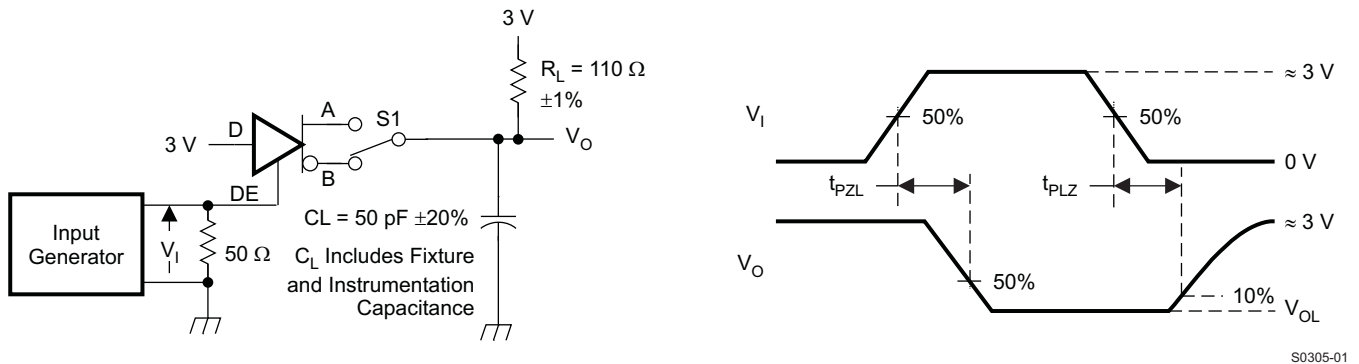 3 V
R_L = 110 Ω
±1%
A
S1
D
3 V
V_O
B
DE
Input
Generator
V_I
50 Ω
CL = 50 pF ±20%
C_L Includes Fixture
and Instrumentation
Capacitance
≈ 3 V
V_I
50%
50%
0 V
t_PZL
t_PLZ
≈ 3 V
V_O
50%
10%
V_OL
S0305-01